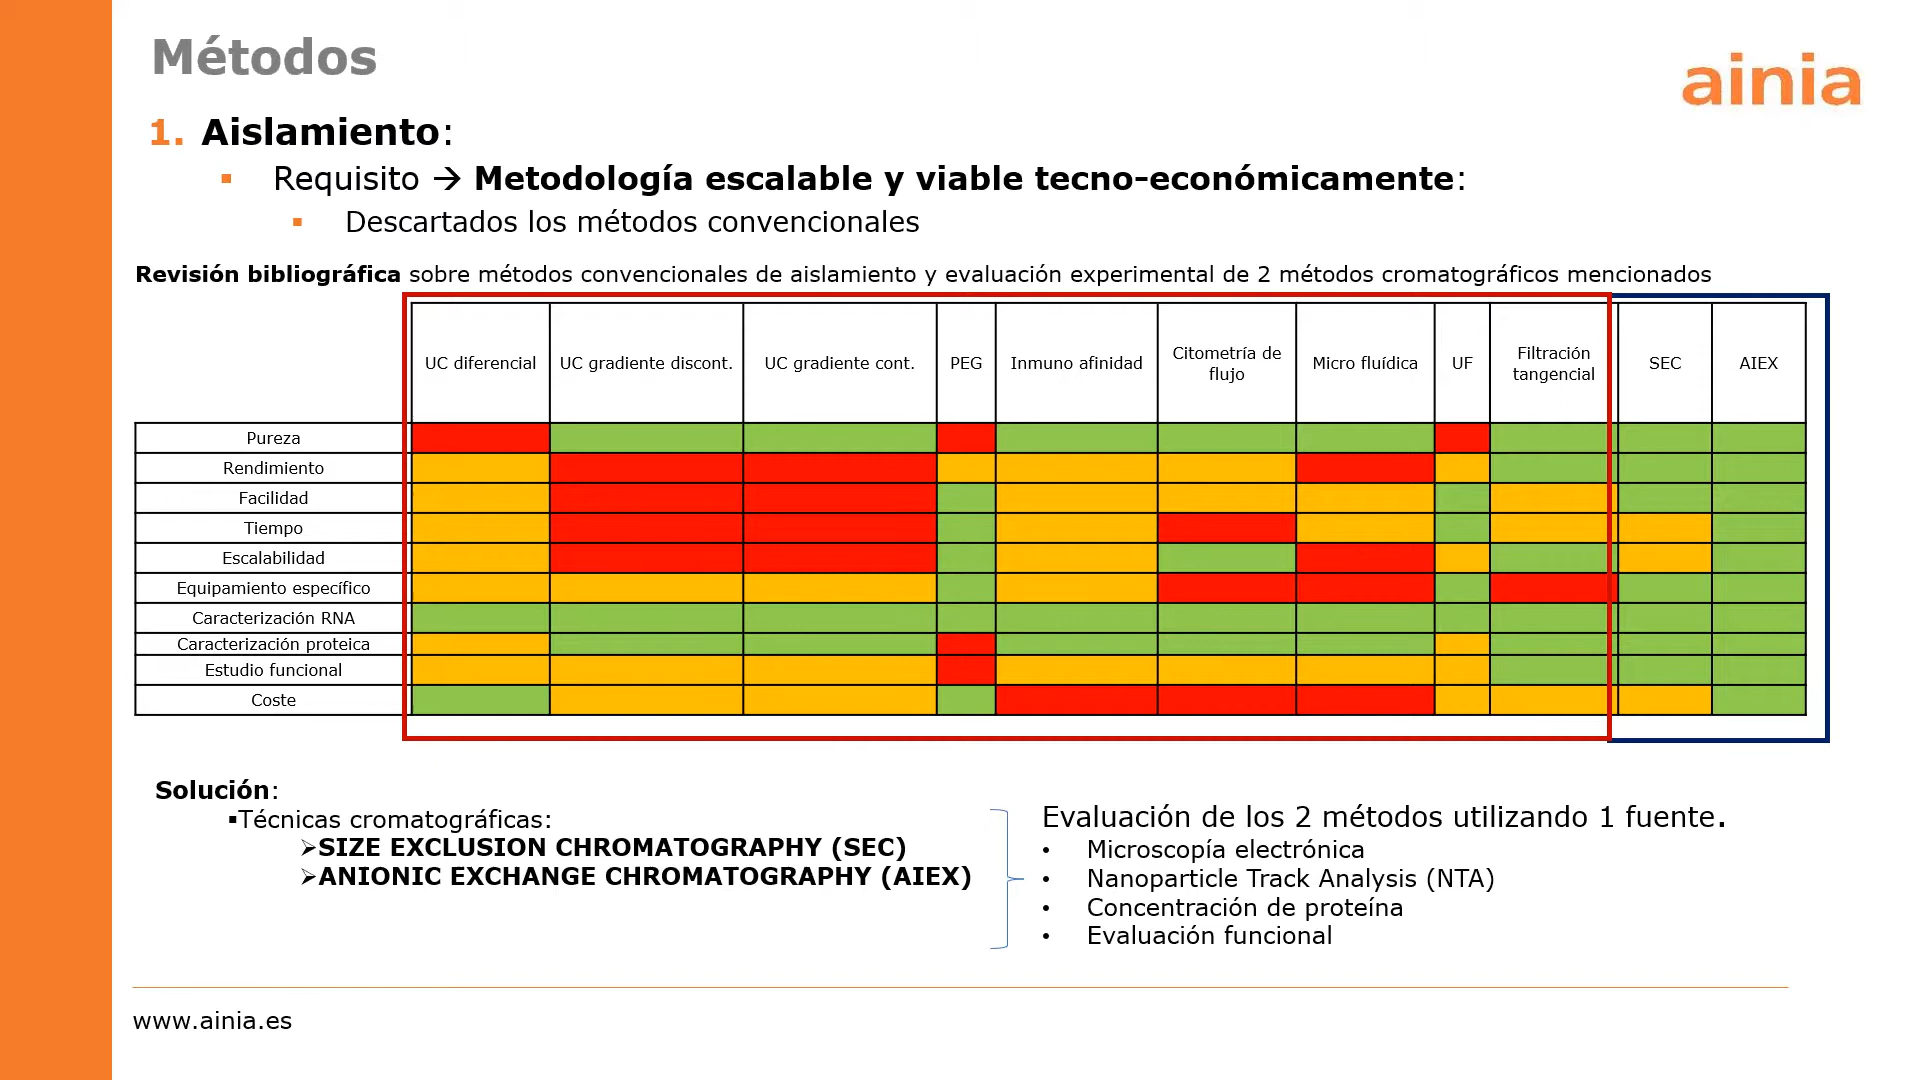 Métodos
ainia
1. Aislamiento:
▪ Requisito → Metodología escalable y viable tecno-económicamente:
▪ Descartados los métodos convencionales
Revisión bibliográfica sobre métodos convencionales de aislamiento y evaluación experimental de 2 métodos cromatográficos mencionados
UC diferencial UC gradiente discont. UC gradiente cont. PEG Inmuno afinidad Citometría de flujo Micro fluídica UF Filtración tangencial SEC AIEX
Pureza
Rendimiento
Facilidad
Tiempo
Escalabilidad
Equipamiento específico
Caracterización RNA
Caracterización proteica
Estudio funcional
Coste
Solución:
▪Técnicas cromatográficas:
➢SIZE EXCLUSION CHROMATOGRAPHY (SEC)
➢ANIONIC EXCHANGE CHROMATOGRAPHY (AIEX)
Evaluación de los 2 métodos utilizando 1 fuente.
• Microscopía electrónica
• Nanoparticle Track Analysis (NTA)
• Concentración de proteína
• Evaluación funcional
www.ainia.es